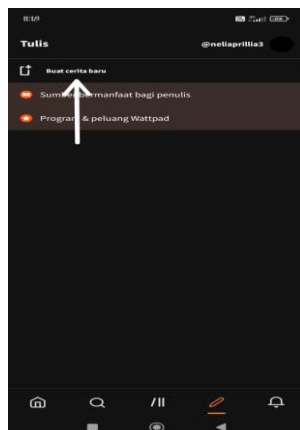 Tulis
@neliaprillia3
Buat cerita baru
Sumber bermanfaat bagi penulis
Program & peluang Wattpad